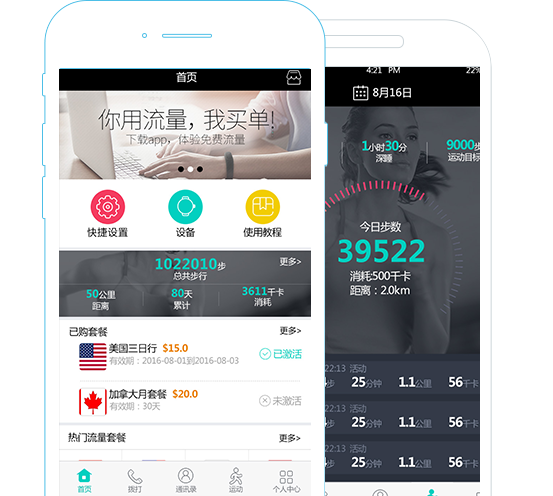 首页
你用流量，我买单!
下载app，体验免费流量
快捷设置
设备
使用教程
1022010步
更多>
总共步行
50公里
80天
3611千卡
距离
累计
消耗
已购套餐
更多>
美国三日行 $15.0
有效期：2016-08-01到2016-08-03
已激活
加拿大月套餐 $20.0
有效期：30天
未激活
热门流量套餐
更多>
首页
拨打
通讯录
运动
个人中心
4:21 PM
22%
8月16日
1小时30分
深睡
9000步
运动目标
今日步数
39522
消耗500千卡
距离：2.0km
22:13 活动
步 25分钟 1.1公里 56千卡
22:13 活动
步 25分钟 1.1公里 56千卡
22:13 活动
步 25分钟 1.1公里 56千卡